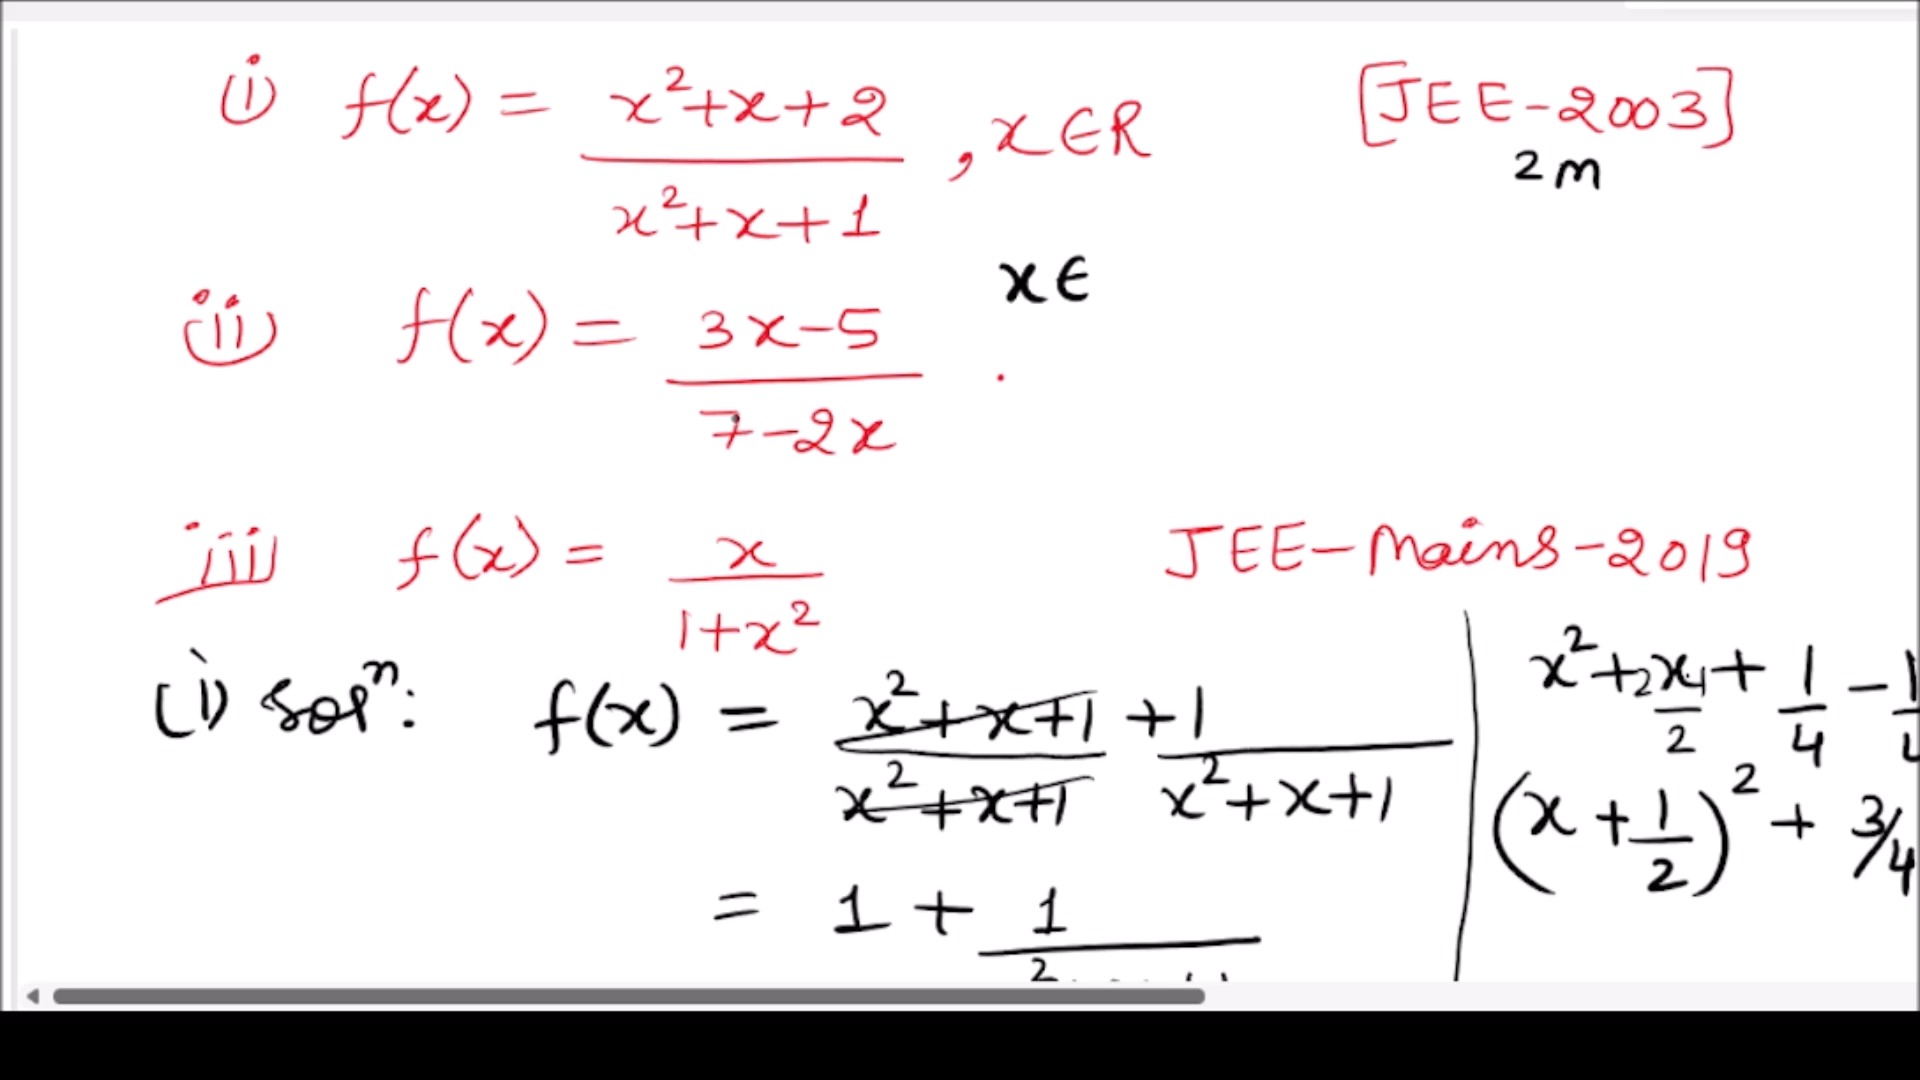 (i) f(x) = x²+x+2 / x²+x+1 , x∈R [JEE-2003]
2m
x∈
(ii) f(x) = 3x-5 / 7-2x .
iii f(x) = x / 1+x² JEE-Mains-2019
(i) Solⁿ: f(x) = x²+x+1 / x²+x+1 + 1 / x²+x+1
= 1 + 1
x²+2x·1/2 + 1/4 -
(x + 1/2)² + 3/4